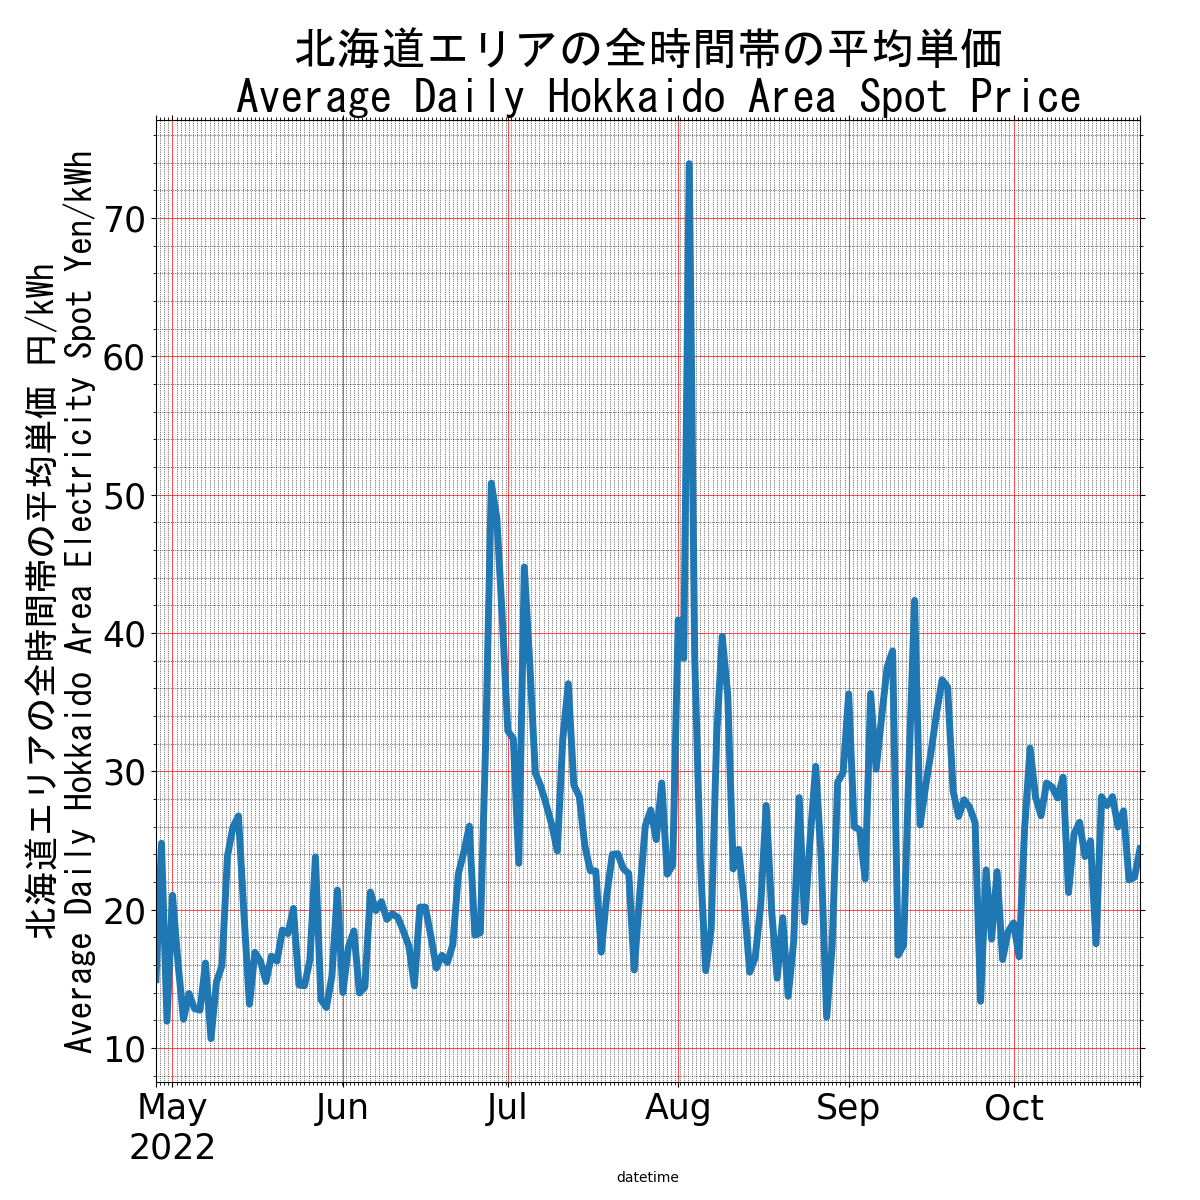 北海道エリアの全時間帯の平均単価
Average Daily Hokkaido Area Spot Price
北海道エリアの全時間帯の平均単価 円/kWh
Average Daily Hokkaido Area Electricity Spot Yen/kWh
70
60
50
40
30
20
10
May Jun Jul Aug Sep Oct
2022
datetime